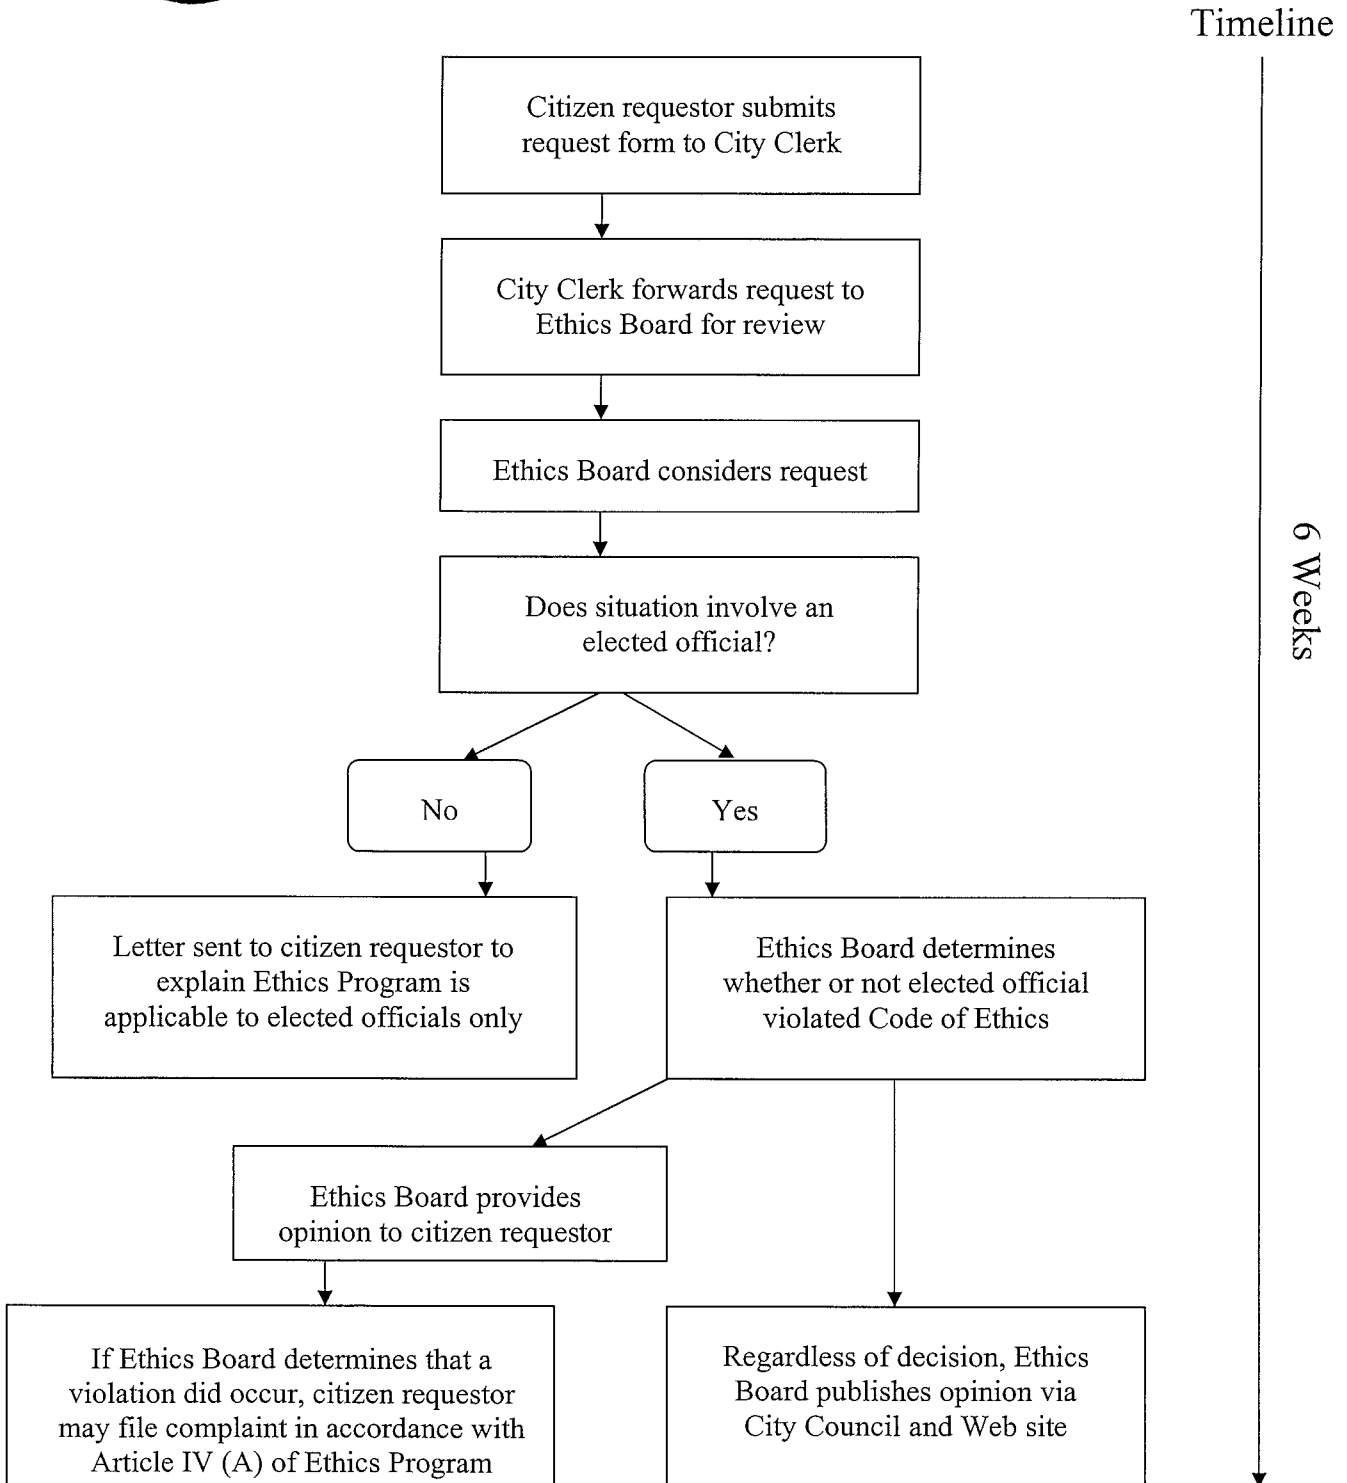 Timeline
Citizen requestor submits
request form to City Clerk
City Clerk forwards request to
Ethics Board for review
Ethics Board considers request
Does situation involve an
elected official?
6 Weeks
No
Yes
Letter sent to citizen requestor to
explain Ethics Program is
applicable to elected officials only
Ethics Board determines
whether or not elected official
violated Code of Ethics
Ethics Board provides
opinion to citizen requestor
If Ethics Board determines that a
violation did occur, citizen requestor
may file complaint in accordance with
Article IV (A) of Ethics Program
Regardless of decision, Ethics
Board publishes opinion via
City Council and Web site